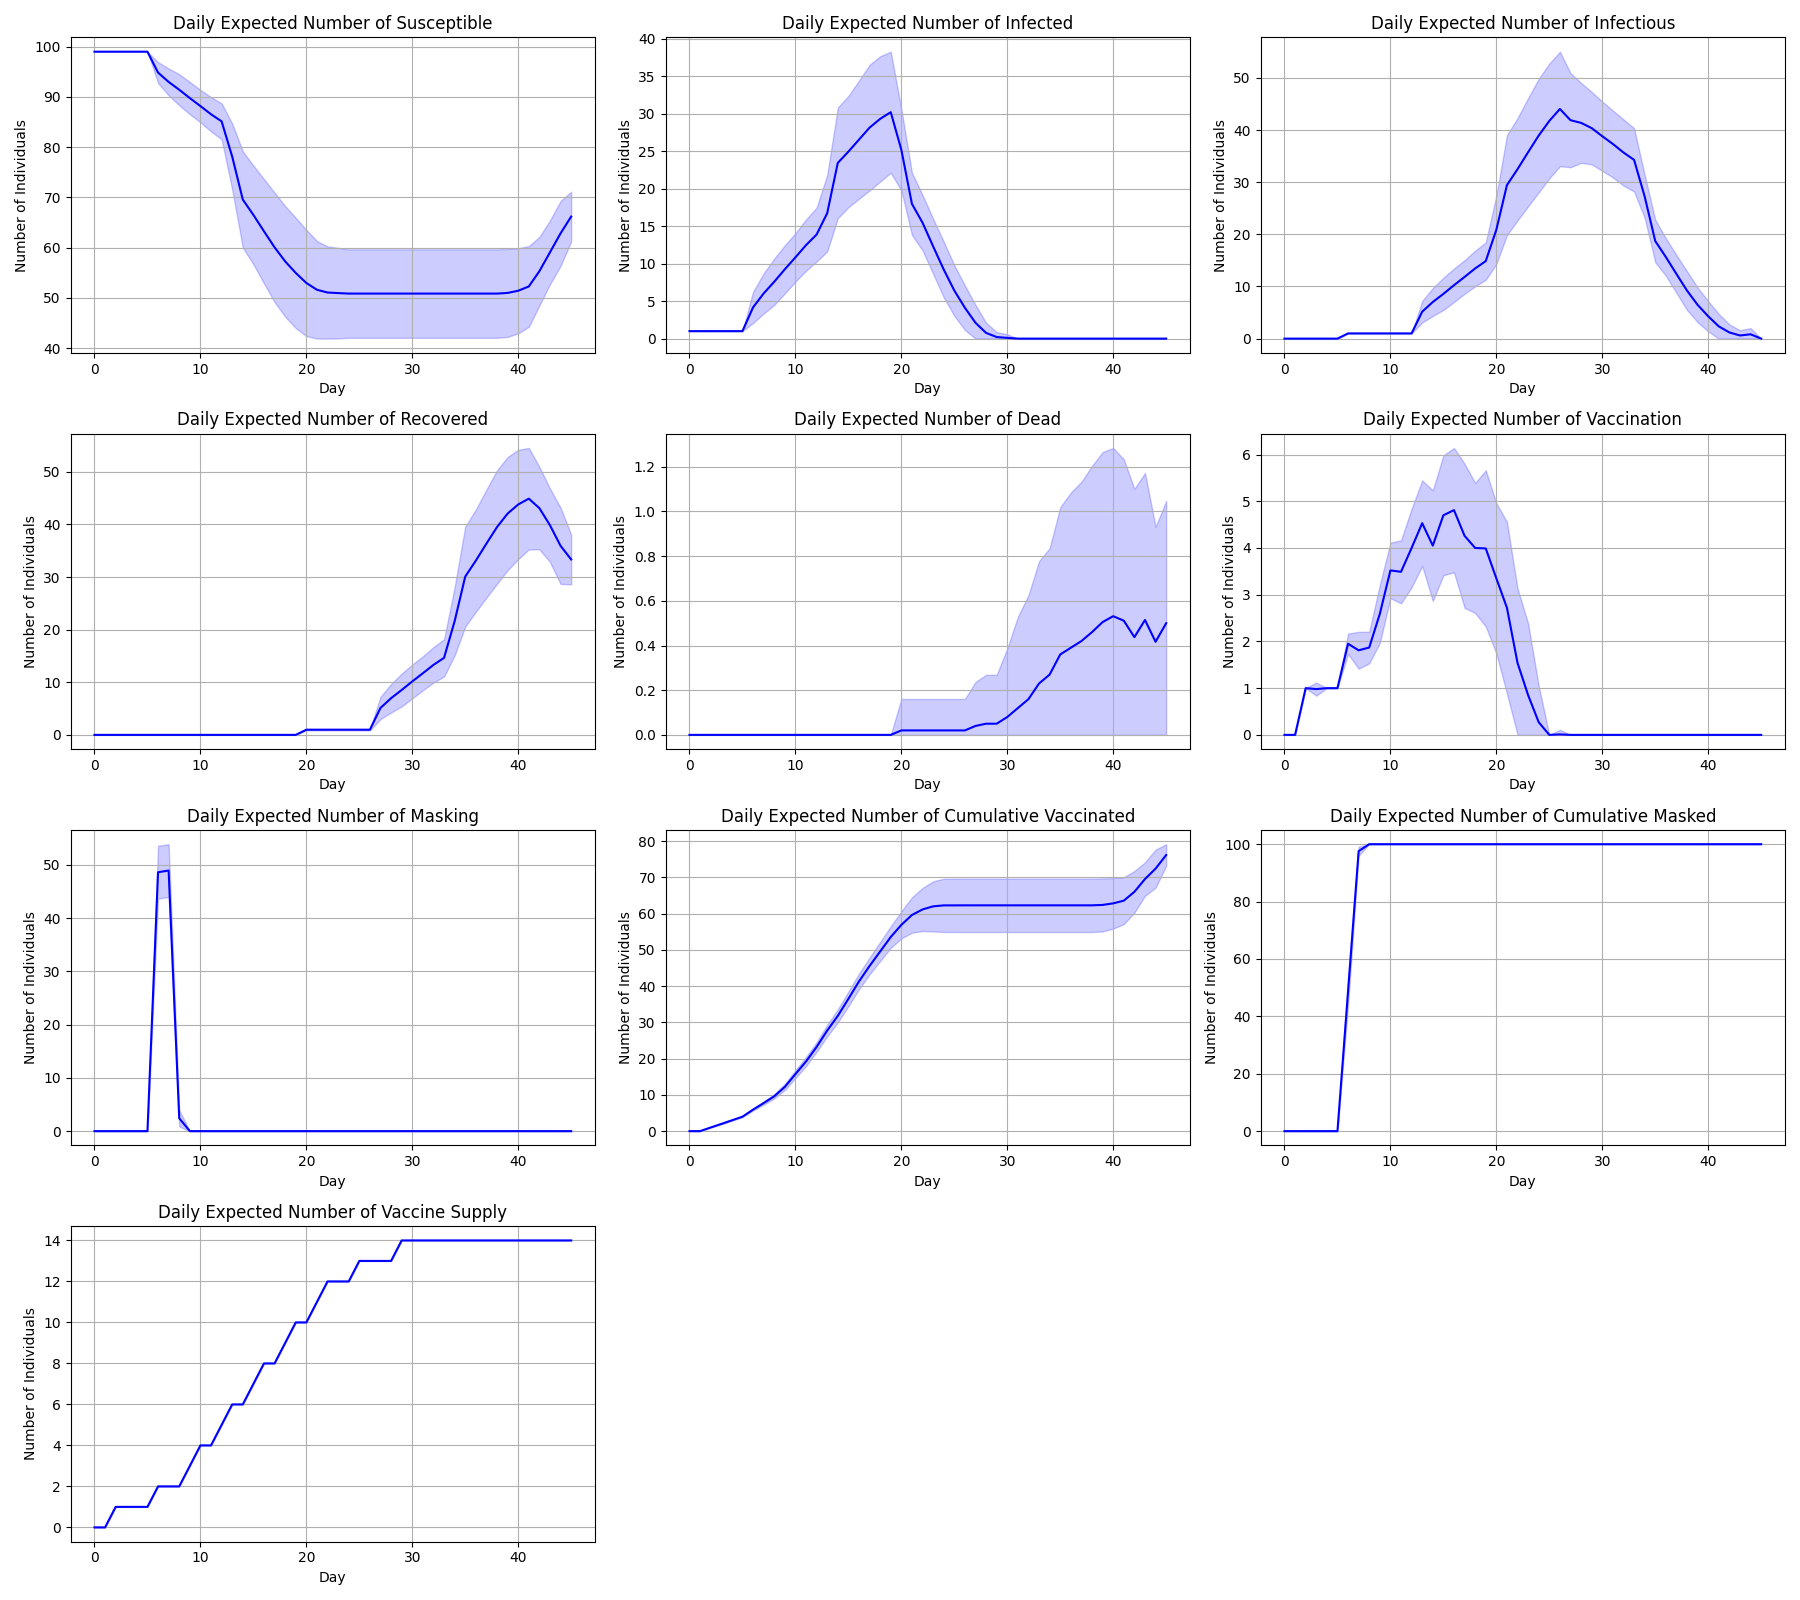 Daily Expected Number of Susceptible
Number of Individuals
100
90
80
70
60
50
40
0 10 20 30 40
Day
Daily Expected Number of Infected
Number of Individuals
40
35
30
25
20
15
10
5
0
0 10 20 30 40
Day
Daily Expected Number of Infectious
Number of Individuals
50
40
30
20
10
0
0 10 20 30 40
Day
Daily Expected Number of Recovered
Number of Individuals
50
40
30
20
10
0
0 10 20 30 40
Day
Daily Expected Number of Dead
Number of Individuals
1.2
1.0
0.8
0.6
0.4
0.2
0.0
0 10 20 30 40
Day
Daily Expected Number of Vaccination
Number of Individuals
6
5
4
3
2
1
0
0 10 20 30 40
Day
Daily Expected Number of Masking
Number of Individuals
50
40
30
20
10
0
0 10 20 30 40
Day
Daily Expected Number of Cumulative Vaccinated
Number of Individuals
80
70
60
50
40
30
20
10
0
0 10 20 30 40
Day
Daily Expected Number of Cumulative Masked
Number of Individuals
100
80
60
40
20
0
0 10 20 30 40
Day
Daily Expected Number of Vaccine Supply
Number of Individuals
14
12
10
8
6
4
2
0
0 10 20 30 40
Day